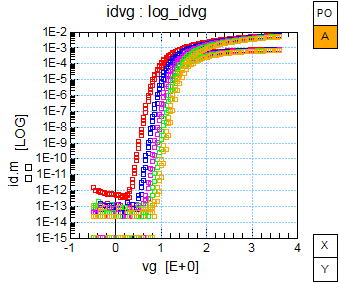 idvg : log_idvg
PO
A
1E-2
1E-3
1E-4
1E-5
1E-6
1E-7
1E-8
1E-9
1E-10
1E-11
1E-12
1E-13
1E-14
1E-15
id.m [LOG]
-1 0 1 2 3 4
vg [E+0]
X
Y